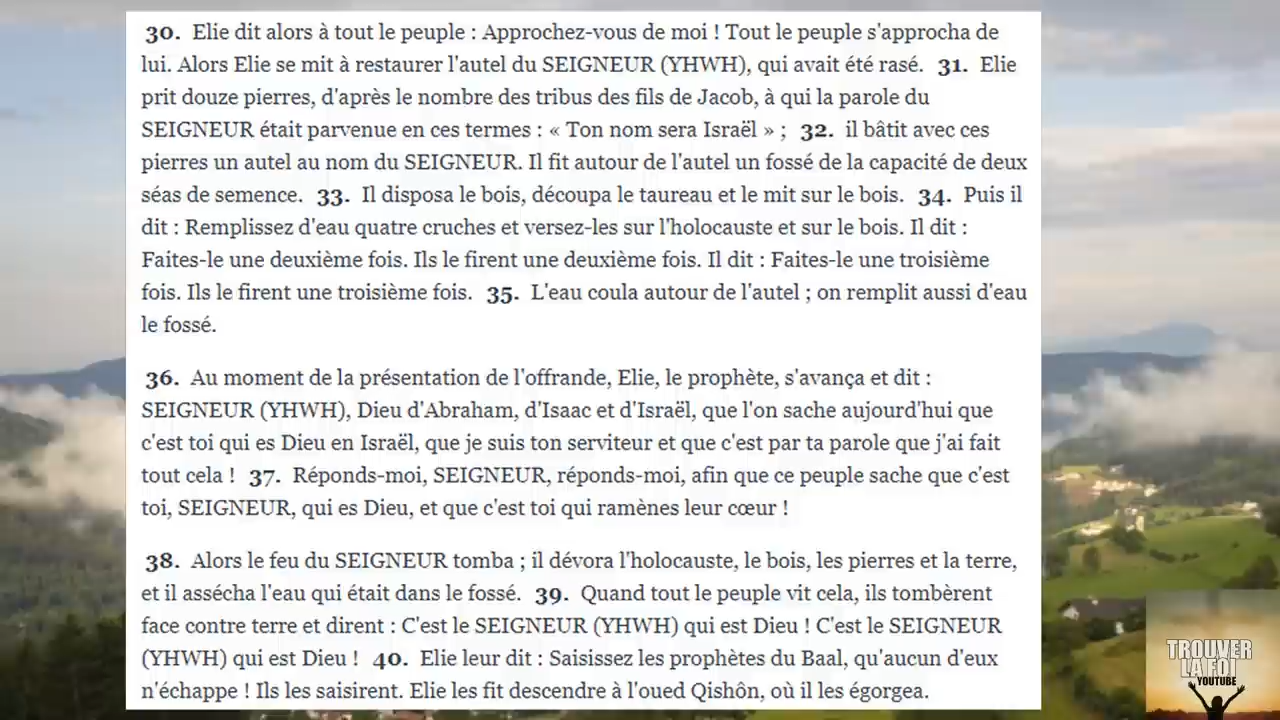 30. Elie dit alors à tout le peuple : Approchez-vous de moi ! Tout le peuple s'approcha de
lui. Alors Elie se mit à restaurer l'autel du SEIGNEUR (YHWH), qui avait été rasé. 31. Elie
prit douze pierres, d'après le nombre des tribus des fils de Jacob, à qui la parole du
SEIGNEUR était parvenue en ces termes : « Ton nom sera Israël » ; 32. il bâtit avec ces
pierres un autel au nom du SEIGNEUR. Il fit autour de l'autel un fossé de la capacité de deux
séas de semence. 33. Il disposa le bois, découpa le taureau et le mit sur le bois. 34. Puis il
dit : Remplissez d'eau quatre cruches et versez-les sur l'holocauste et sur le bois. Il dit :
Faites-le une deuxième fois. Ils le firent une deuxième fois. Il dit : Faites-le une troisième
fois. Ils le firent une troisième fois. 35. L'eau coula autour de l'autel ; on remplit aussi d'eau
le fossé.
36. Au moment de la présentation de l'offrande, Elie, le prophète, s'avança et dit :
SEIGNEUR (YHWH), Dieu d'Abraham, d'Isaac et d'Israël, que l'on sache aujourd'hui que
c'est toi qui es Dieu en Israël, que je suis ton serviteur et que c'est par ta parole que j'ai fait
tout cela ! 37. Réponds-moi, SEIGNEUR, réponds-moi, afin que ce peuple sache que c'est
toi, SEIGNEUR, qui es Dieu, et que c'est toi qui ramènes leur cœur !
38. Alors le feu du SEIGNEUR tomba ; il dévora l'holocauste, le bois, les pierres et la terre,
et il assécha l'eau qui était dans le fossé. 39. Quand tout le peuple vit cela, ils tombèrent
face contre terre et dirent : C'est le SEIGNEUR (YHWH) qui est Dieu ! C'est le SEIGNEUR
(YHWH) qui est Dieu ! 40. Elie leur dit : Saisissez les prophètes du Baal, qu'aucun d'eux
n'échappe ! Ils les saisirent. Elie les fit descendre à l'oued Qishôn, où il les égorgea.
TROUVER
LA FOI
YOUTUBE